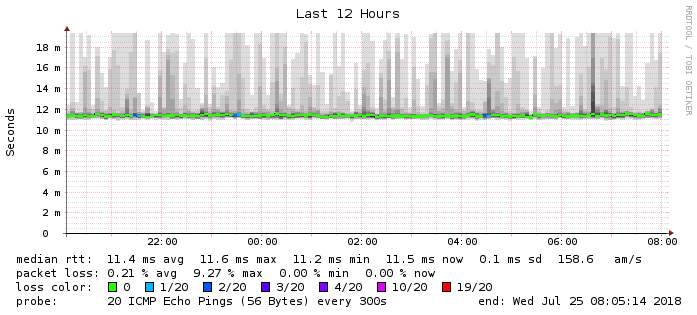 Last 12 Hours
RRDTOOL / TOBI OETIKER
Seconds
18 m
16 m
14 m
12 m
10 m
8 m
6 m
4 m
2 m
0
22:00 00:00 02:00 04:00 06:00 08:00
median rtt: 11.4 ms avg 11.6 ms max 11.2 ms min 11.5 ms now 0.1 ms sd 158.6 am/s
packet loss: 0.21 % avg 9.27 % max 0.00 % min 0.00 % now
loss color: 0 1/20 2/20 3/20 4/20 10/20 19/20
probe: 20 ICMP Echo Pings (56 Bytes) every 300s end: Wed Jul 25 08:05:14 2018